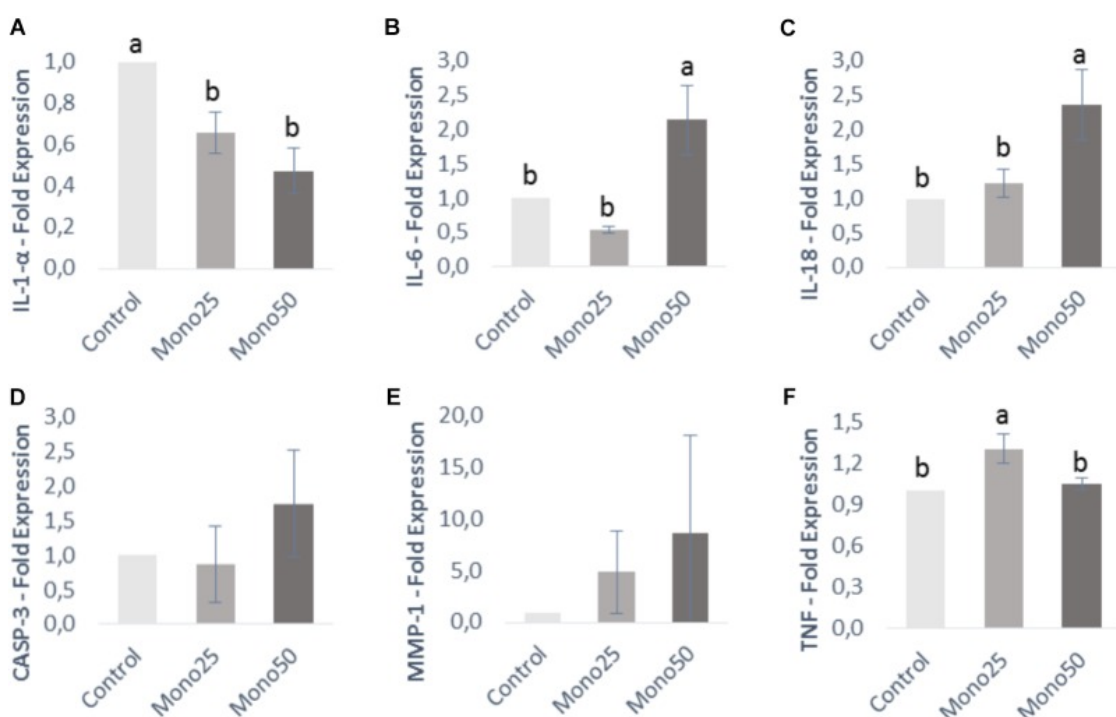 A
IL-1-α - Fold Expression
1,0
0,8
0,6
0,4
0,2
0,0
a
b
b
Control
Mono25
Mono50
B
IL-6 - Fold Expression
3,0
2,5
2,0
1,5
1,0
0,5
0,0
b
b
a
Control
Mono25
Mono50
C
IL-18 - Fold Expression
3,0
2,5
2,0
1,5
1,0
0,5
0,0
b
b
a
Control
Mono25
Mono50
D
CASP-3 - Fold Expression
3,0
2,5
2,0
1,5
1,0
0,5
0,0
Control
Mono25
Mono50
E
MMP-1 - Fold Expression
20,0
15,0
10,0
5,0
0,0
Control
Mono25
Mono50
F
TNF - Fold Expression
1,5
1,2
0,9
0,6
0,3
0,0
b
a
b
Control
Mono25
Mono50